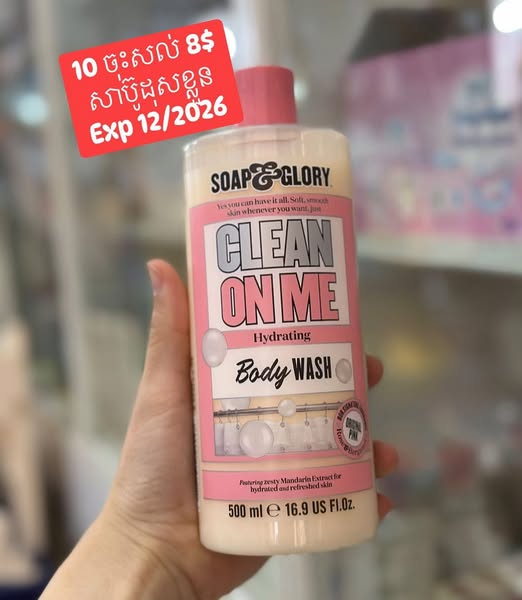 10 ចុះសល់ 8$
សាប៊ូដុសខ្លួន
Exp 12/2026
SOAP & GLORY
Yes you can have it all. Soft, smooth
skin whenever you want, just
CLEAN
ON ME
Hydrating
Body WASH
ORIGINAL
PINK
Featuring zesty Mandarin Extract for
hydrated and refreshed skin
500 ml ℮ 16.9 US Fl.Oz.